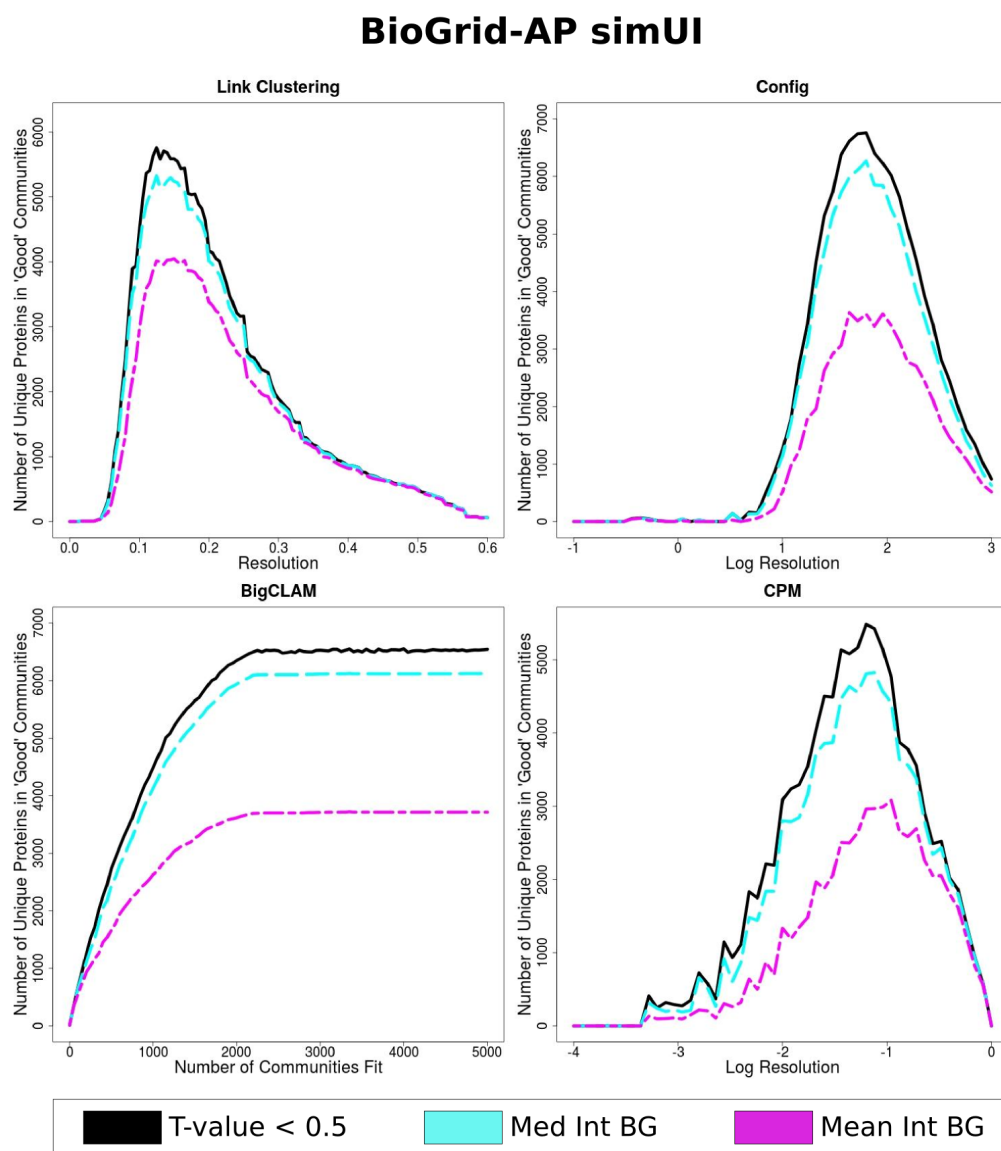 BioGrid-AP simUI
Link Clustering
Number of Unique Proteins in 'Good' Communities
0 1000 2000 3000 4000 5000 6000
0.0 0.1 0.2 0.3 0.4 0.5 0.6
Resolution
Config
Number of Unique Proteins in 'Good' Communities
0 1000 2000 3000 4000 5000 6000 7000
-1 0 1 2 3
Log Resolution
BigCLAM
Number of Unique Proteins in 'Good' Communities
0 1000 2000 3000 4000 5000 6000 7000
0 1000 2000 3000 4000 5000
Number of Communities Fit
CPM
Number of Unique Proteins in 'Good' Communities
0 1000 2000 3000 4000 5000
-4 -3 -2 -1 0
Log Resolution
T-value < 0.5 Med Int BG Mean Int BG